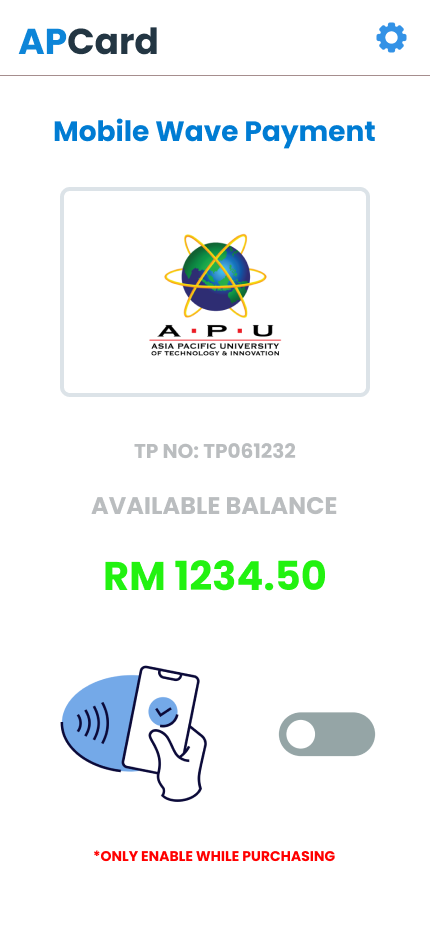 APCard
Mobile Wave Payment
A·P·U
ASIA PACIFIC UNIVERSITY
OF TECHNOLOGY & INNOVATION
TP NO: TP061232
AVAILABLE BALANCE
RM 1234.50
*ONLY ENABLE WHILE PURCHASING